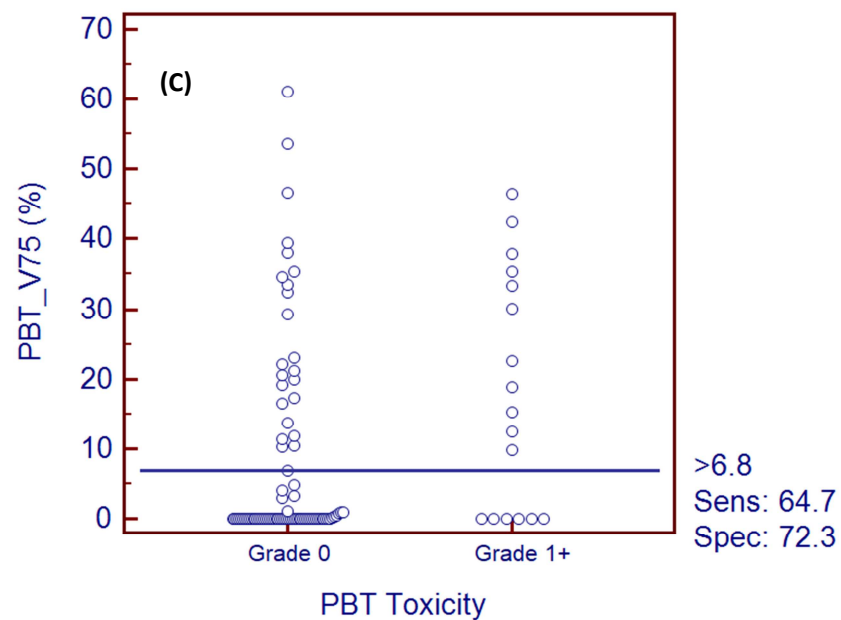 70
(C)
60
50
40
30
20
10
0
PBT_V75 (%)
>6.8
Sens: 64.7
Spec: 72.3
Grade 0
Grade 1+
PBT Toxicity